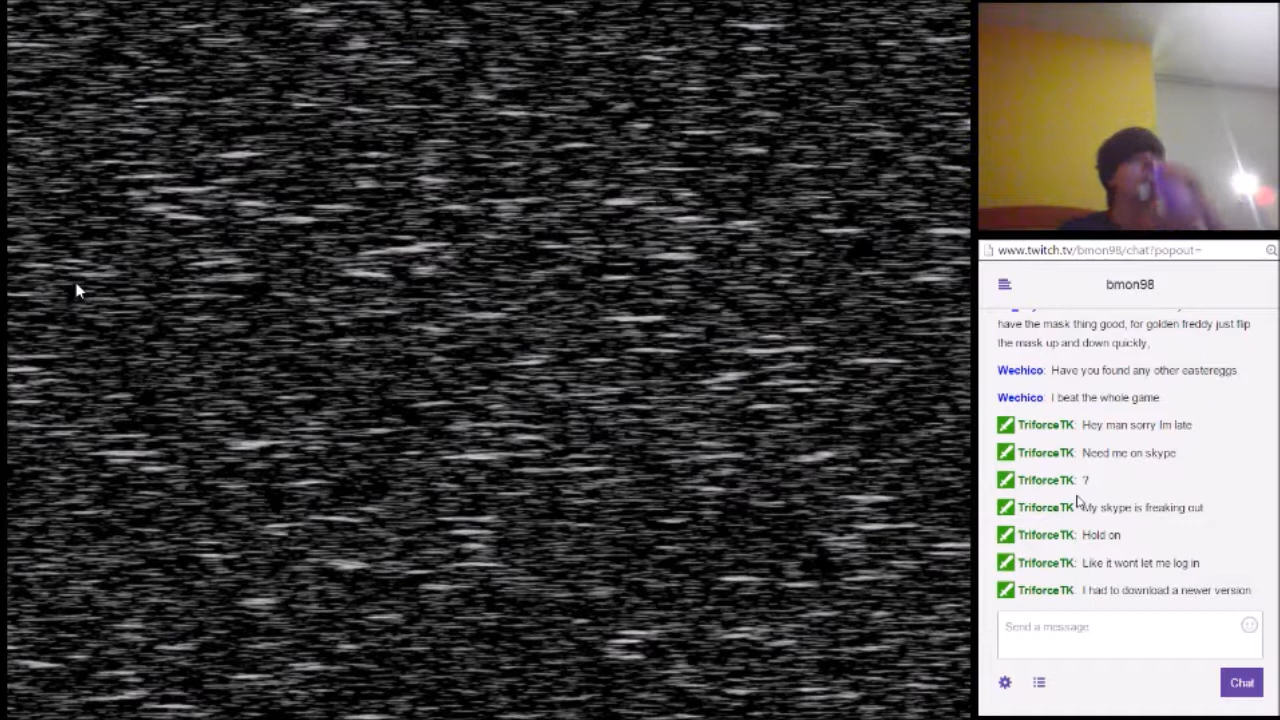 www.twitch.tv/bmon98/chat?popout=
bmon98
have the mask thing good, for golden freddy just flip
the mask up and down quickly,
Wechico: Have you found any other eastereggs
Wechico: I beat the whole game
TriforceTK: Hey man sorry Im late
TriforceTK: Need me on skype
TriforceTK: ?
TriforceTK: My skype is freaking out
TriforceTK: Hold on
TriforceTK: Like it wont let me log in
TriforceTK: I had to download a newer version
Send a message
Chat